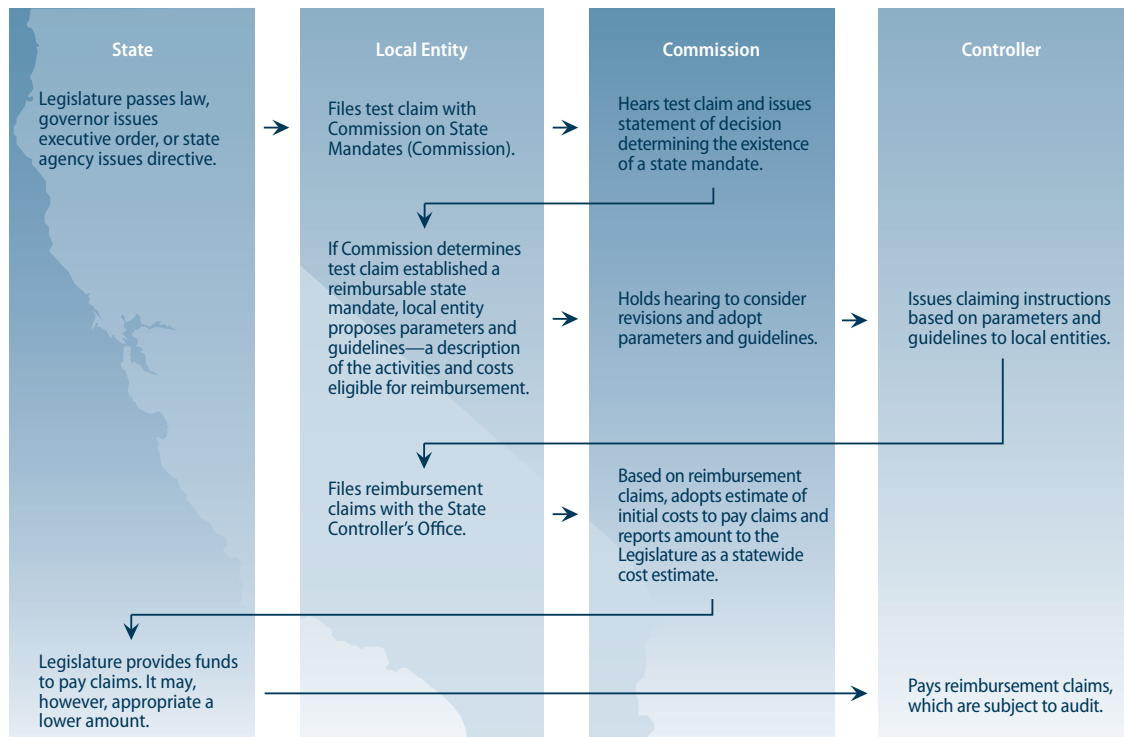 State
Local Entity
Commission
Controller
Legislature passes law,
governor issues
executive order, or state
agency issues directive.
Files test claim with
Commission on State
Mandates (Commission).
Hears test claim and issues
statement of decision
determining the existence
of a state mandate.
If Commission determines
test claim established a
reimbursable state
mandate, local entity
proposes parameters and
guidelines—a description
of the activities and costs
eligible for reimbursement.
Holds hearing to consider
revisions and adopt
parameters and guidelines.
Issues claiming instructions
based on parameters and
guidelines to local entities.
Files reimbursement
claims with the State
Controller's Office.
Based on reimbursement
claims, adopts estimate of
initial costs to pay claims and
reports amount to the
Legislature as a statewide
cost estimate.
Legislature provides funds
to pay claims. It may,
however, appropriate a
lower amount.
Pays reimbursement claims,
which are subject to audit.